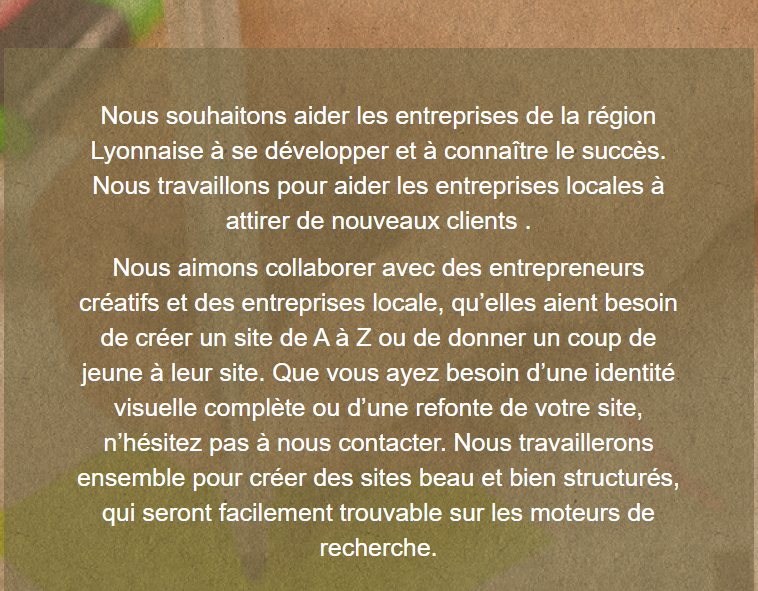 Nous souhaitons aider les entreprises de la région
Lyonnaise à se développer et à connaître le succès.
Nous travaillons pour aider les entreprises locales à
attirer de nouveaux clients .
Nous aimons collaborer avec des entrepreneurs
créatifs et des entreprises locale, qu’elles aient besoin
de créer un site de A à Z ou de donner un coup de
jeune à leur site. Que vous ayez besoin d’une identité
visuelle complète ou d’une refonte de votre site,
n’hésitez pas à nous contacter. Nous travaillerons
ensemble pour créer des sites beau et bien structurés,
qui seront facilement trouvable sur les moteurs de
recherche.